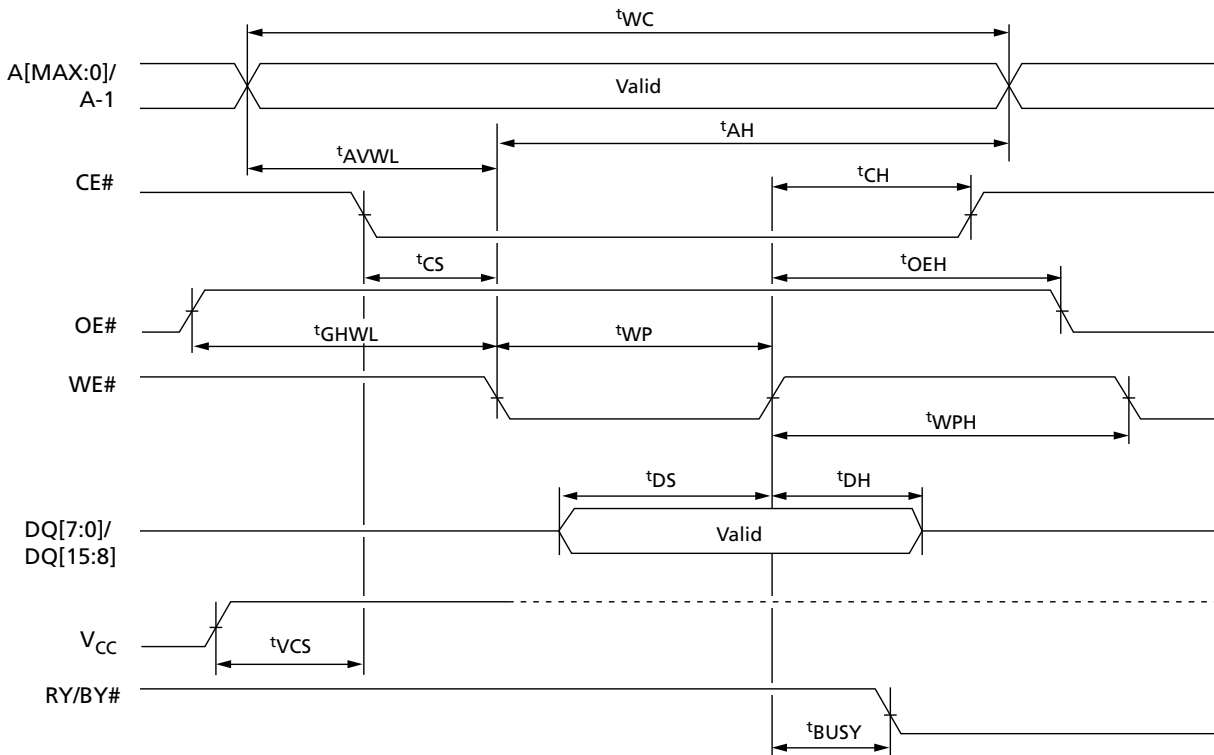 tWC
A[MAX:0]/
A-1
Valid
tAH
tAVWL
CE#
tCH
tCS
tOEH
OE#
tGHWL
tWP
WE#
tWPH
tDS
tDH
DQ[7:0]/
DQ[15:8]
Valid
VCC
tVCS
RY/BY#
tBUSY